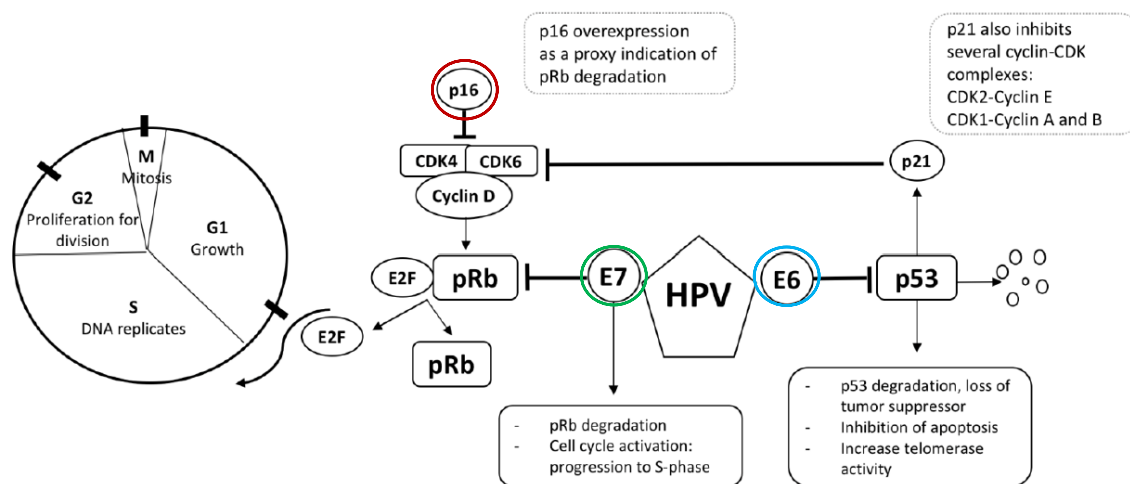 p16 overexpression
as a proxy indication of
pRb degradation
p21 also inhibits
several cyclin-CDK
complexes:
CDK2-Cyclin E
CDK1-Cyclin A and B
p16
CDK4
CDK6
Cyclin D
p21
M
Mitosis
G2
Proliferation for
division
G1
Growth
S
DNA replicates
E2F
pRb
E7
HPV
E6
p53
E2F
pRb
- pRb degradation
- Cell cycle activation:
progression to S-phase
- p53 degradation, loss of
tumor suppressor
- Inhibition of apoptosis
- Increase telomerase
activity